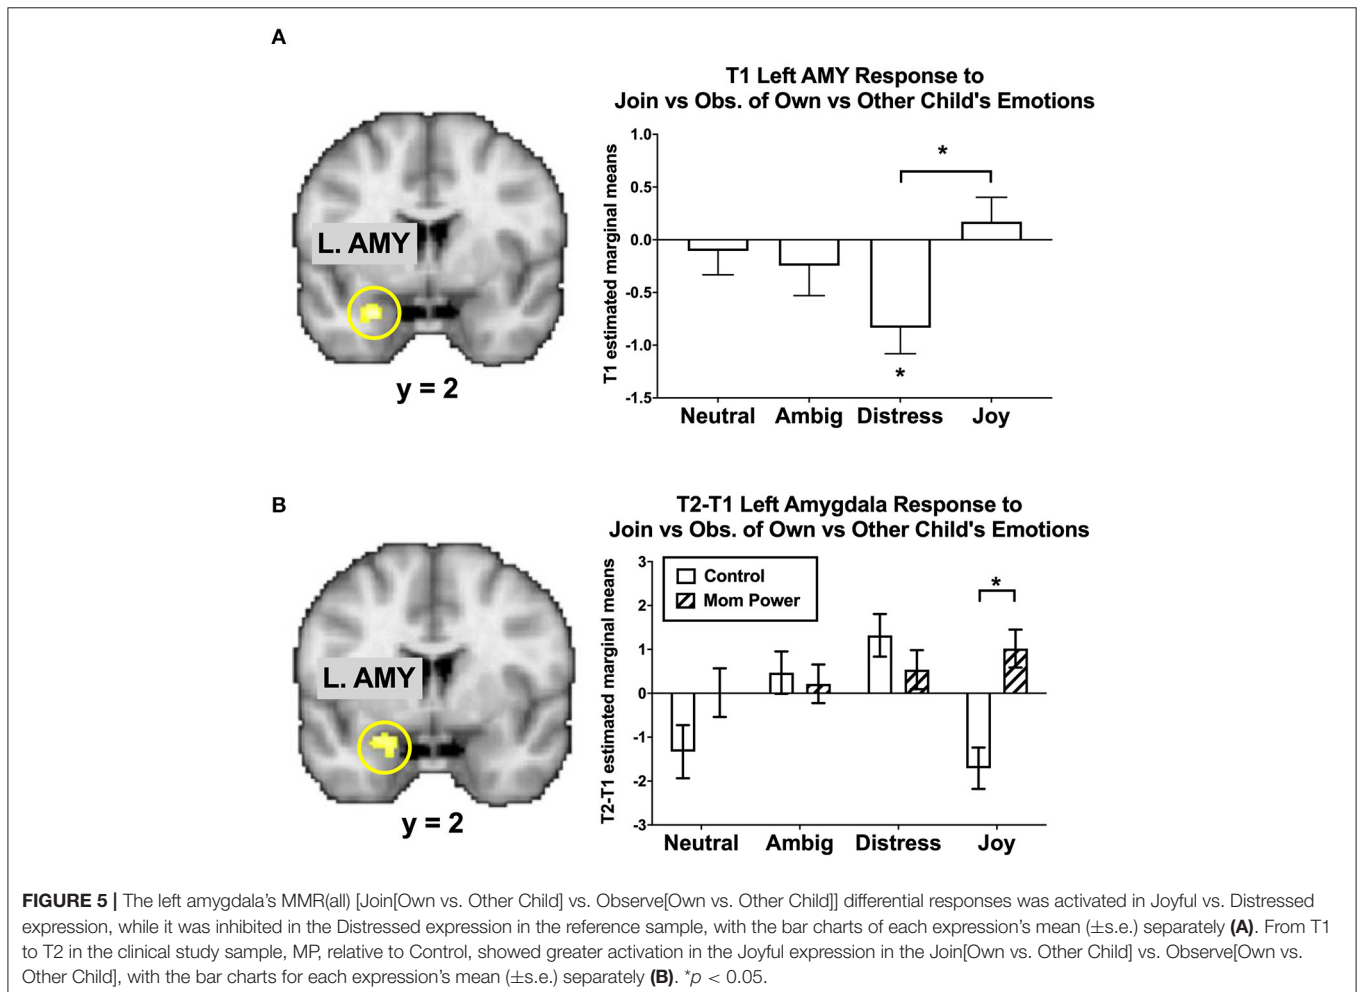 A
T1 Left AMY Response to
Join vs Obs. of Own vs Other Child's Emotions
L. AMY
y = 2
T1 estimated marginal means
1.0
0.5
0.0
-0.5
-1.0
-1.5
*
*
Neutral
Ambig
Distress
Joy
B
T2-T1 Left Amygdala Response to
Join vs Obs. of Own vs Other Child's Emotions
L. AMY
y = 2
T2-T1 estimated marginal means
3
2
1
0
-1
-2
-3
Control
Mom Power
*
Neutral
Ambig
Distress
Joy
FIGURE 5 | The left amygdala’s MMR(all) [Join[Own vs. Other Child] vs. Observe[Own vs. Other Child]] differential responses was activated in Joyful vs. Distressed
expression, while it was inhibited in the Distressed expression in the reference sample, with the bar charts of each expression’s mean (±s.e.) separately (A). From T1
to T2 in the clinical study sample, MP, relative to Control, showed greater activation in the Joyful expression in the Join[Own vs. Other Child] vs. Observe[Own vs.
Other Child], with the bar charts for each expression’s mean (±s.e.) separately (B). *p < 0.05.